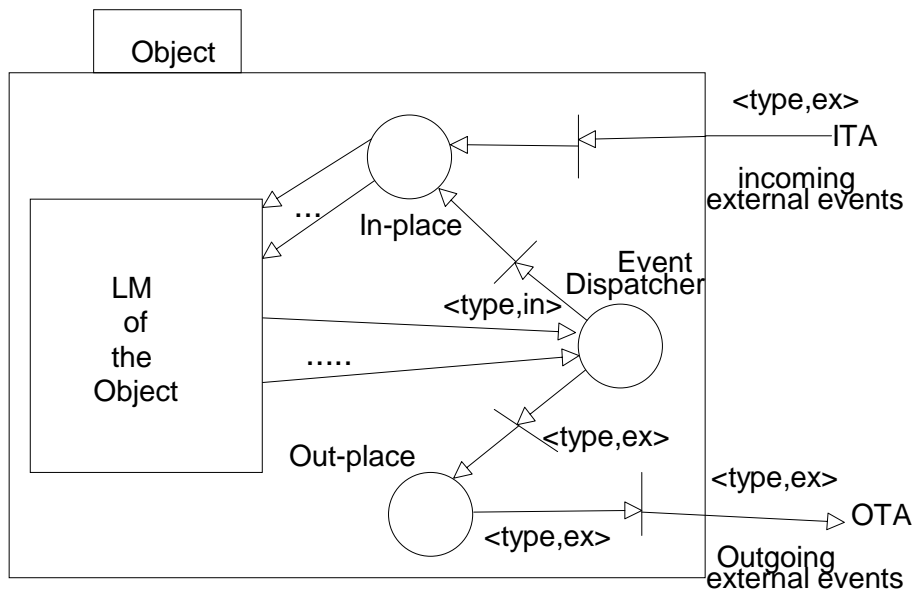 Object
<type,ex>
ITA
incoming
external events
...
In-place
Event
Dispatcher
LM
of
the
Object
<type,in>
.....
<type,ex>
Out-place
<type,ex>
OTA
<type,ex>
Outgoing
external events